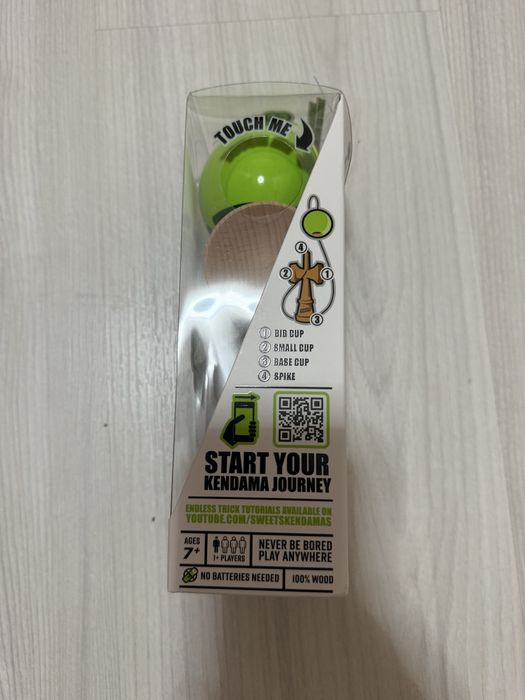 TOUCH ME
4
2
1
3
1 BIG CUP
2 SMALL CUP
3 BASE CUP
4 SPIKE
START YOUR
KENDAMA JOURNEY
ENDLESS TRICK TUTORIALS AVAILABLE ON
YOUTUBE.COM/SWEETSKENDAMAS
AGES
7+
1+ PLAYERS
NEVER BE BORED
PLAY ANYWHERE
NO BATTERIES NEEDED
100% WOOD